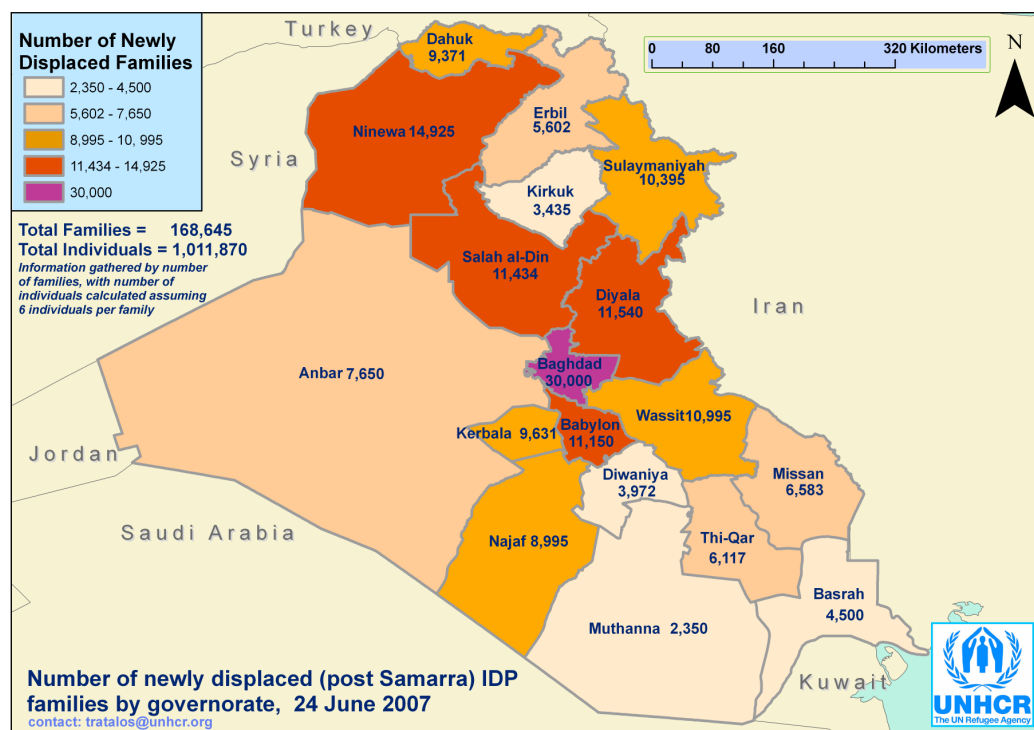 Number of Newly
Displaced Families
2,350 - 4,500
5,602 - 7,650
8,995 - 10, 995
11,434 - 14,925
30,000
Total Families = 168,645
Total Individuals = 1,011,870
Information gathered by number
of families, with number of
individuals calculated assuming
6 individuals per family
0 80 160 320 Kilometers
N
Turkey
Syria
Iran
Jordan
Saudi Arabia
Kuwait
Dahuk
9,371
Ninewa 14,925
Erbil
5,602
Sulaymaniyah
10,395
Kirkuk
3,435
Salah al-Din
11,434
Diyala
11,540
Anbar 7,650
Baghdad
30,000
Wassit10,995
Kerbala 9,631
Babylon
11,150
Diwaniya
3,972
Missan
6,583
Najaf 8,995
Thi-Qar
6,117
Muthanna 2,350
Basrah
4,500
Number of newly displaced (post Samarra) IDP
families by governorate, 24 June 2007
contact: tratalos@unhcr.org
UNHCR
The UN Refugee Agency